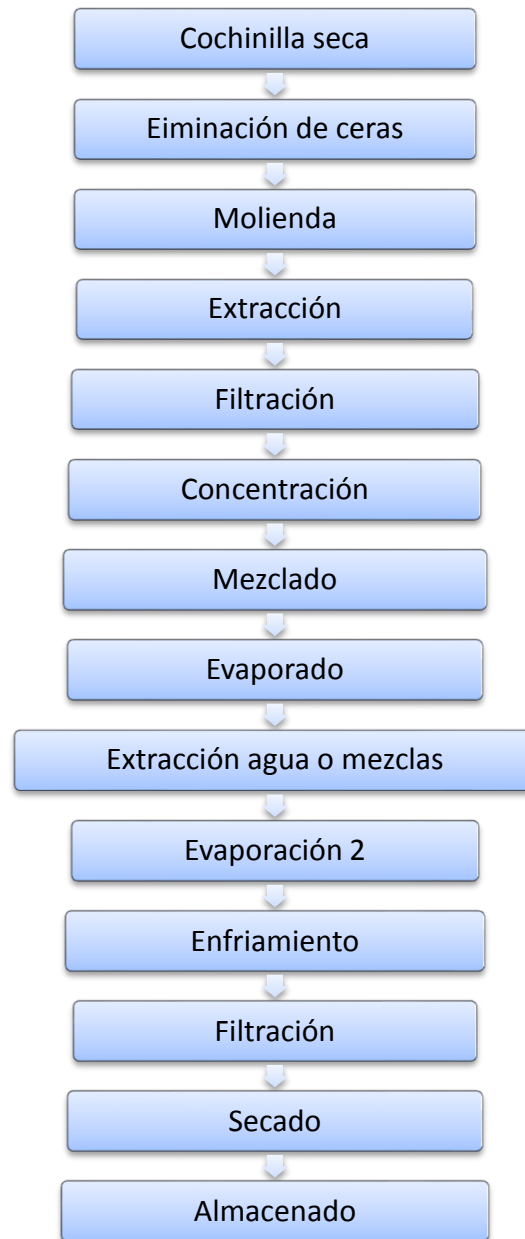 Cochinilla seca
Eiminación de ceras
Molienda
Extracción
Filtración
Concentración
Mezclado
Evaporado
Extracción agua o mezclas
Evaporación 2
Enfriamiento
Filtración
Secado
Almacenado